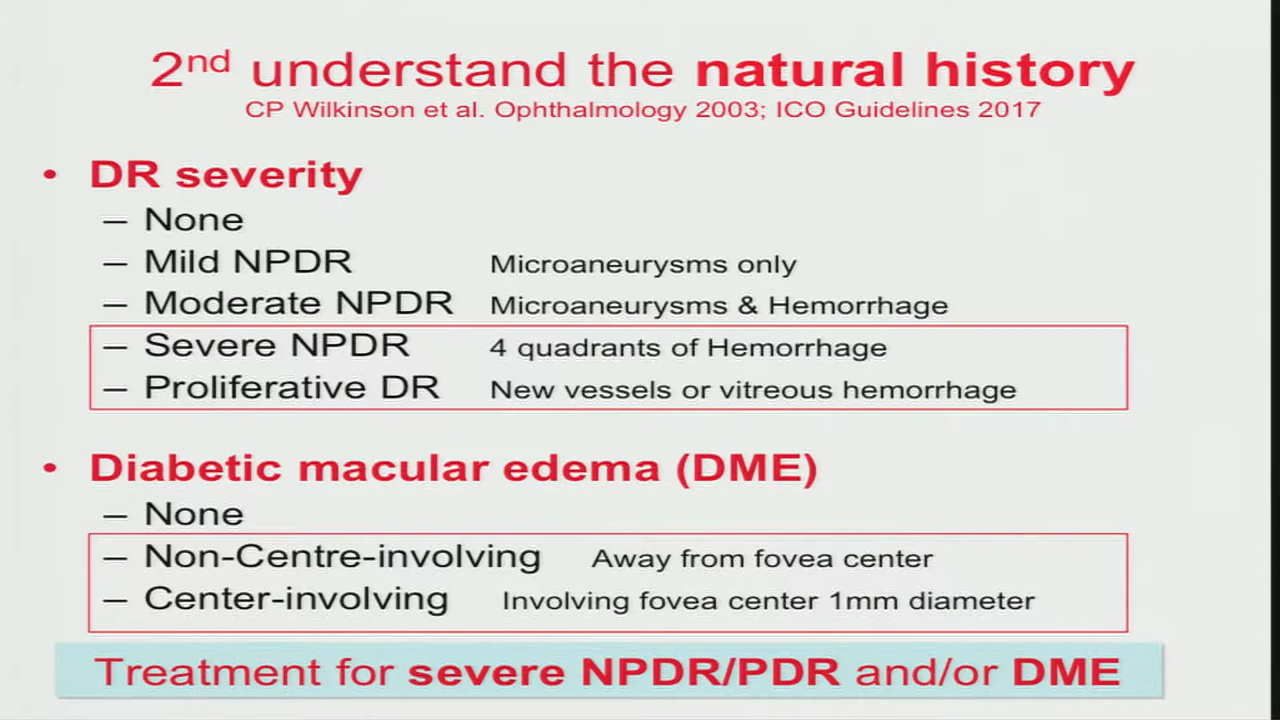 2nd understand the natural history
CP Wilkinson et al. Ophthalmology 2003; ICO Guidelines 2017
• DR severity
– None
– Mild NPDR Microaneurysms only
– Moderate NPDR Microaneurysms & Hemorrhage
– Severe NPDR 4 quadrants of Hemorrhage
– Proliferative DR New vessels or vitreous hemorrhage
• Diabetic macular edema (DME)
– None
– Non-Centre-involving Away from fovea center
– Center-involving Involving fovea center 1mm diameter
Treatment for severe NPDR/PDR and/or DME